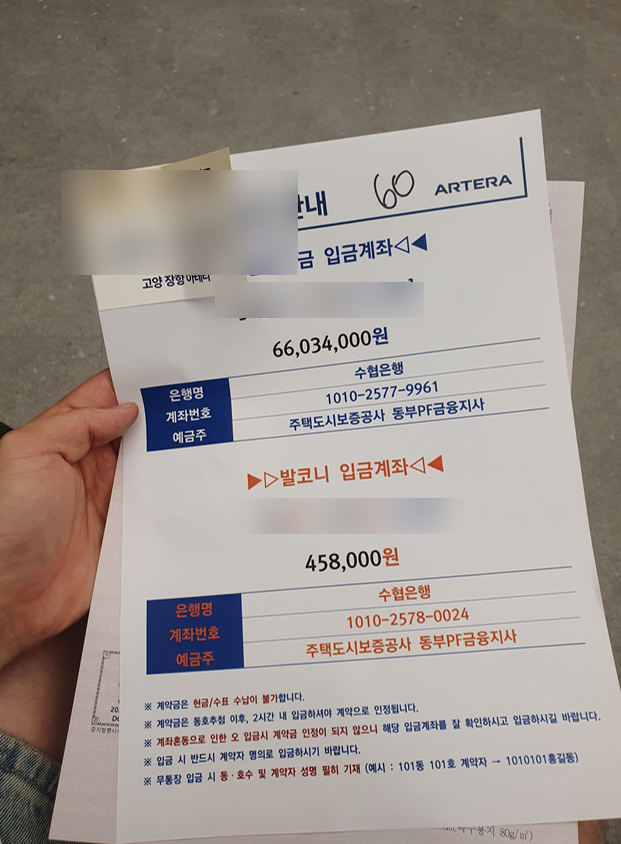 안내 60 ARTERA
고양 장항 아테라
금 입금계좌◁◀
66,034,000원
은행명 수협은행
계좌번호 1010-2577-9961
예금주 주택도시보증공사 동부PF금융지사
▶▷발코니 입금계좌◁◀
458,000원
은행명 수협은행
계좌번호 1010-2578-0024
예금주 주택도시보증공사 동부PF금융지사
※ 계약금은 현금/수표 수납이 불가합니다.
※ 계약금은 동호추첨 이후, 2시간 내 입금하셔야 계약으로 인정됩니다.
※ 계좌혼동으로 인한 오 입금시 계약금 인정이 되지 않으니 해당 입금계좌를 잘 확인하시고 입금하시길 바랍니다.
※ 입금 시 반드시 계약자 명의로 입금하시기 바랍니다.
※ 무통장 입금 시 동·호수 및 계약자 성명 필히 기재 (예시 : 101동 101호 계약자 → 1010101홍길동)
80g/㎡)